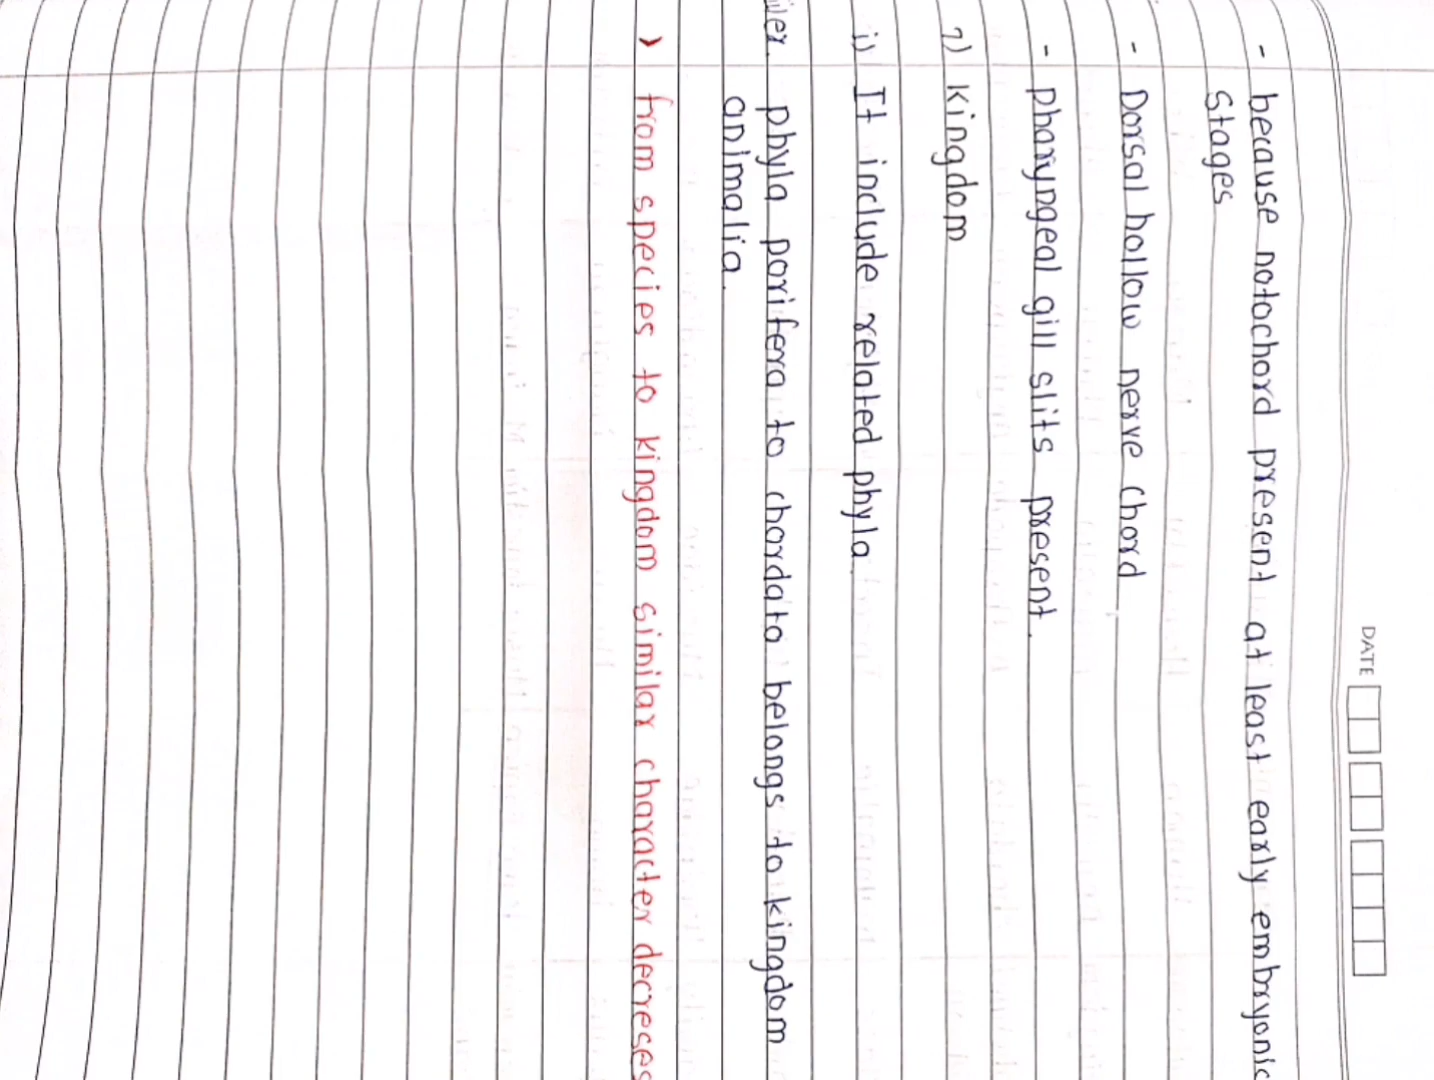 DATE
- because notochord present at least early embryonic
stages
- Dorsal hollow nerve chord
- pharyngeal gill slits present.
7) Kingdom
i) It include related phyla.
phyla porifera to chordata belongs to kingdom
animalia.
from species to kingdom similar character decreses